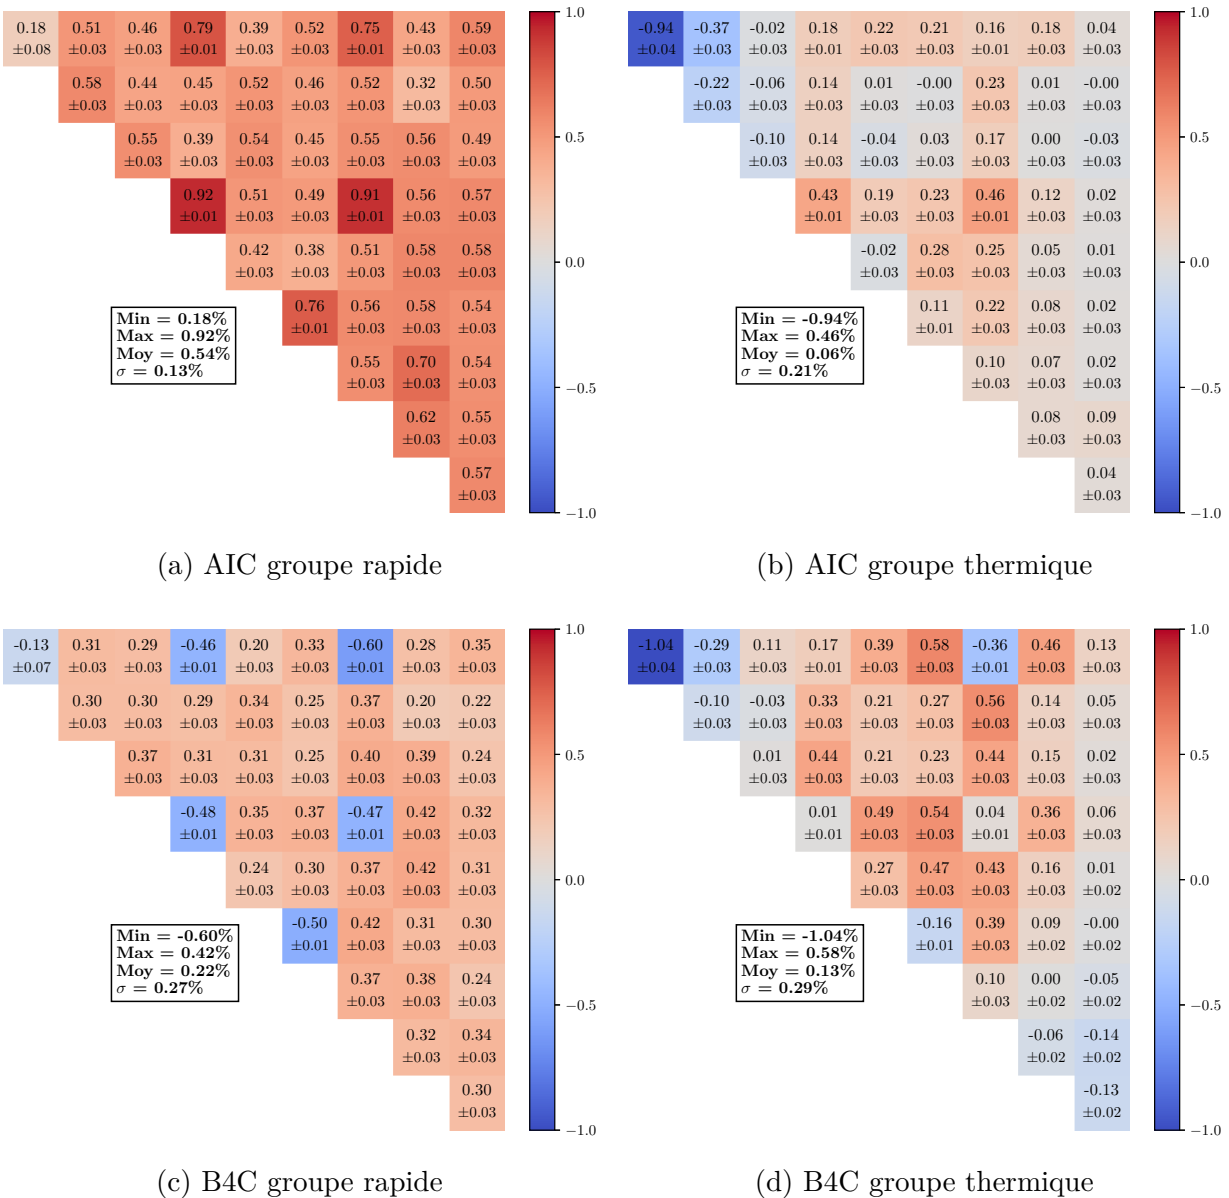 0.18 0.51 0.46 0.79 0.39 0.52 0.75 0.43 0.59
±0.08 ±0.03 ±0.03 ±0.01 ±0.03 ±0.03 ±0.01 ±0.03 ±0.03
0.58 0.44 0.45 0.52 0.46 0.52 0.32 0.50
±0.03 ±0.03 ±0.03 ±0.03 ±0.03 ±0.03 ±0.03 ±0.03
0.55 0.39 0.54 0.45 0.55 0.56 0.49
±0.03 ±0.03 ±0.03 ±0.03 ±0.03 ±0.03 ±0.03
0.92 0.51 0.49 0.91 0.56 0.57
±0.01 ±0.03 ±0.03 ±0.01 ±0.03 ±0.03
0.42 0.38 0.51 0.58 0.58
±0.03 ±0.03 ±0.03 ±0.03 ±0.03
0.76 0.56 0.58 0.54
±0.01 ±0.03 ±0.03 ±0.03
0.55 0.70 0.54
±0.03 ±0.03 ±0.03
0.62 0.55
±0.03 ±0.03
0.57
±0.03
Min = 0.18%
Max = 0.92%
Moy = 0.54%
σ = 0.13%
1.0
0.5
0.0
−0.5
−1.0
(a) AIC groupe rapide
-0.94 -0.37 -0.02 0.18 0.22 0.21 0.16 0.18 0.04
±0.04 ±0.03 ±0.03 ±0.01 ±0.03 ±0.03 ±0.01 ±0.03 ±0.03
-0.22 -0.06 0.14 0.01 -0.00 0.23 0.01 -0.00
±0.03 ±0.03 ±0.03 ±0.03 ±0.03 ±0.03 ±0.03 ±0.03
-0.10 0.14 -0.04 0.03 0.17 0.00 -0.03
±0.03 ±0.03 ±0.03 ±0.03 ±0.03 ±0.03 ±0.03
0.43 0.19 0.23 0.46 0.12 0.02
±0.01 ±0.03 ±0.03 ±0.01 ±0.03 ±0.03
-0.02 0.28 0.25 0.05 0.01
±0.03 ±0.03 ±0.03 ±0.03 ±0.03
0.11 0.22 0.08 0.02
±0.01 ±0.03 ±0.03 ±0.03
0.10 0.07 0.02
±0.03 ±0.03 ±0.03
0.08 0.09
±0.03 ±0.03
0.04
±0.03
Min = -0.94%
Max = 0.46%
Moy = 0.06%
σ = 0.21%
1.0
0.5
0.0
−0.5
−1.0
(b) AIC groupe thermique
-0.13 0.31 0.29 -0.46 0.20 0.33 -0.60 0.28 0.35
±0.07 ±0.03 ±0.03 ±0.01 ±0.03 ±0.03 ±0.01 ±0.03 ±0.03
0.30 0.30 0.29 0.34 0.25 0.37 0.20 0.22
±0.03 ±0.03 ±0.03 ±0.03 ±0.03 ±0.03 ±0.03 ±0.03
0.37 0.31 0.31 0.25 0.40 0.39 0.24
±0.03 ±0.03 ±0.03 ±0.03 ±0.03 ±0.03 ±0.03
-0.48 0.35 0.37 -0.47 0.42 0.32
±0.01 ±0.03 ±0.03 ±0.01 ±0.03 ±0.03
0.24 0.30 0.37 0.42 0.31
±0.03 ±0.03 ±0.03 ±0.03 ±0.03
-0.50 0.42 0.31 0.30
±0.01 ±0.03 ±0.03 ±0.03
0.37 0.38 0.24
±0.03 ±0.03 ±0.03
0.32 0.34
±0.03 ±0.03
0.30
±0.03
Min = -0.60%
Max = 0.42%
Moy = 0.22%
σ = 0.27%
1.0
0.5
0.0
−0.5
−1.0
(c) B4C groupe rapide
-1.04 -0.29 0.11 0.17 0.39 0.58 -0.36 0.46 0.13
±0.04 ±0.03 ±0.03 ±0.01 ±0.03 ±0.03 ±0.01 ±0.03 ±0.03
-0.10 -0.03 0.33 0.21 0.27 0.56 0.14 0.05
±0.03 ±0.03 ±0.03 ±0.03 ±0.03 ±0.03 ±0.03 ±0.03
0.01 0.44 0.21 0.23 0.44 0.15 0.02
±0.03 ±0.03 ±0.03 ±0.03 ±0.03 ±0.03 ±0.03
0.01 0.49 0.54 0.04 0.36 0.06
±0.01 ±0.03 ±0.03 ±0.01 ±0.03 ±0.03
0.27 0.47 0.43 0.16 0.01
±0.03 ±0.03 ±0.03 ±0.03 ±0.02
-0.16 0.39 0.09 -0.00
±0.01 ±0.03 ±0.02 ±0.02
0.10 0.00 -0.05
±0.03 ±0.02 ±0.02
-0.06 -0.14
±0.02 ±0.02
-0.13
±0.02
Min = -1.04%
Max = 0.58%
Moy = 0.13%
σ = 0.29%
1.0
0.5
0.0
−0.5
−1.0
(d) B4C groupe thermique